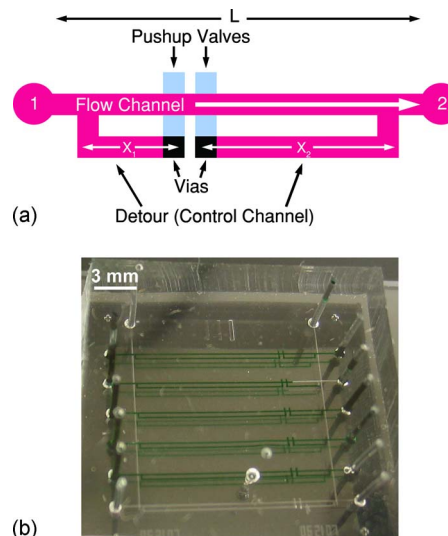 L
Pushup Valves
1
Flow Channel
2
X1
X2
Vias
Detour (Control Channel)
(a)
3 mm
(b)